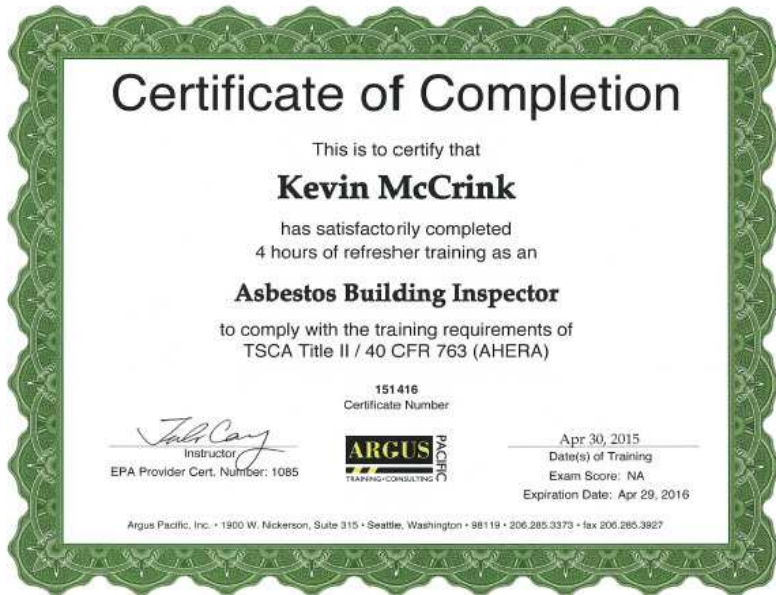 Certificate of Completion
This is to certify that
Kevin McCrink
has satisfactorily completed
4 hours of refresher training as an
Asbestos Building Inspector
to comply with the training requirements of
TSCA Title II / 40 CFR 763 (AHERA)
151416
Certificate Number
Instructor
EPA Provider Cert. Number: 1085
ARGUS
PACIFIC
TRAINING • CONSULTING
Apr 30, 2015
Date(s) of Training
Exam Score: NA
Expiration Date: Apr 29, 2016
Argus Pacific, Inc. • 1900 W. Nickerson, Suite 315 • Seattle, Washington • 98119 • 206.285.3373 • fax 206.285.3927